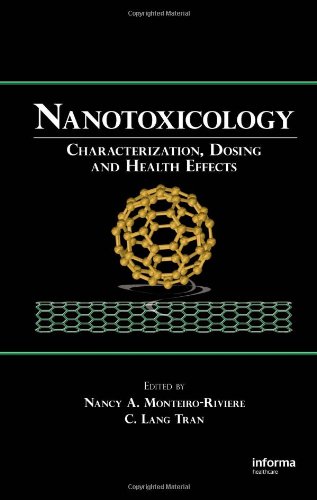 NANOTOXICOLOGY
CHARACTERIZATION, DOSING
AND HEALTH EFFECTS
EDITED BY
NANCY A. MONTEIRO-RIVIERE
C. LANG TRAN
informa
healthcare